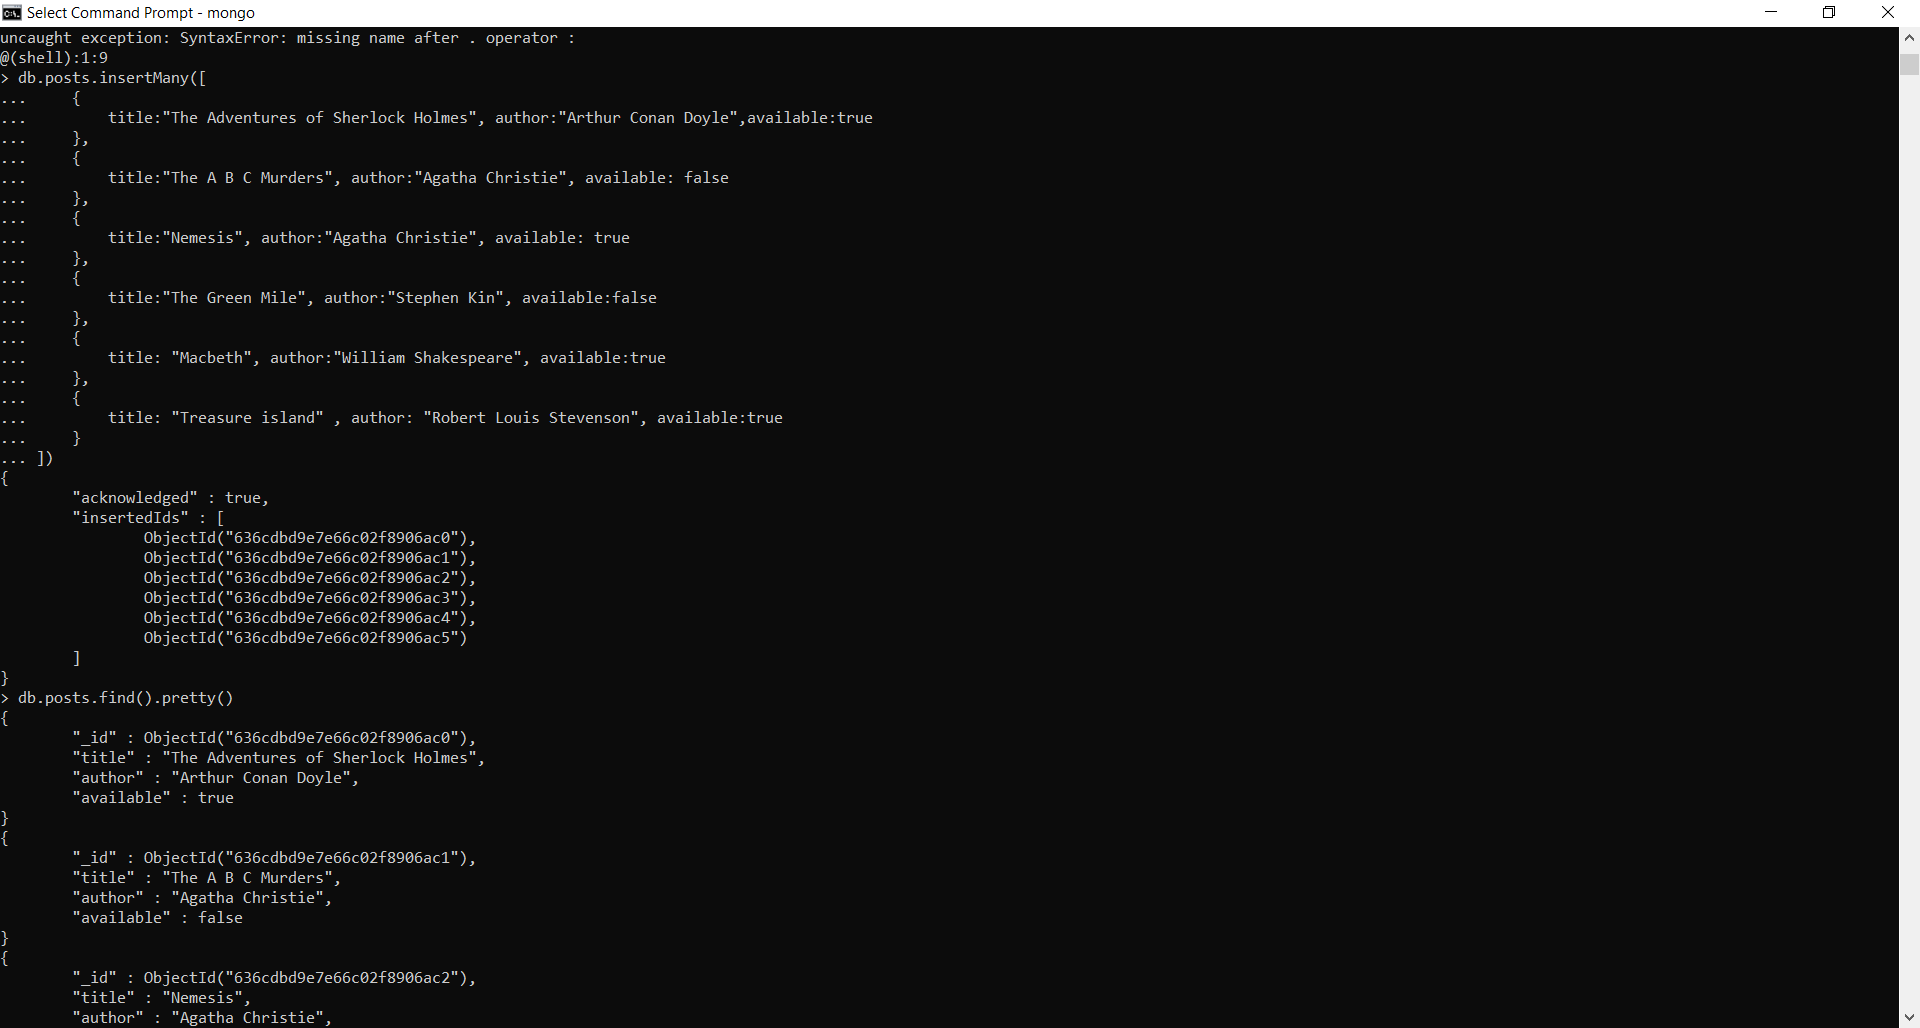 Select Command Prompt - mongo
uncaught exception: SyntaxError: missing name after . operator :
@(shell):1:9
> db.posts.insertMany([
...     {
...         title:"The Adventures of Sherlock Holmes", author:"Arthur Conan Doyle",available:true
...     },
...     {
...         title:"The A B C Murders", author:"Agatha Christie", available: false
...     },
...     {
...         title:"Nemesis", author:"Agatha Christie", available: true
...     },
...     {
...         title:"The Green Mile", author:"Stephen Kin", available:false
...     },
...     {
...         title: "Macbeth", author:"William Shakespeare", available:true
...     },
...     {
...         title: "Treasure island" , author: "Robert Louis Stevenson", available:true
...     }
... ])
{
        "acknowledged" : true,
        "insertedIds" : [
                ObjectId("636cdbd9e7e66c02f8906ac0"),
                ObjectId("636cdbd9e7e66c02f8906ac1"),
                ObjectId("636cdbd9e7e66c02f8906ac2"),
                ObjectId("636cdbd9e7e66c02f8906ac3"),
                ObjectId("636cdbd9e7e66c02f8906ac4"),
                ObjectId("636cdbd9e7e66c02f8906ac5")
        ]
}
> db.posts.find().pretty()
{
        "_id" : ObjectId("636cdbd9e7e66c02f8906ac0"),
        "title" : "The Adventures of Sherlock Holmes",
        "author" : "Arthur Conan Doyle",
        "available" : true
}
{
        "_id" : ObjectId("636cdbd9e7e66c02f8906ac1"),
        "title" : "The A B C Murders",
        "author" : "Agatha Christie",
        "available" : false
}
{
        "_id" : ObjectId("636cdbd9e7e66c02f8906ac2"),
        "title" : "Nemesis",
        "author" : "Agatha Christie",